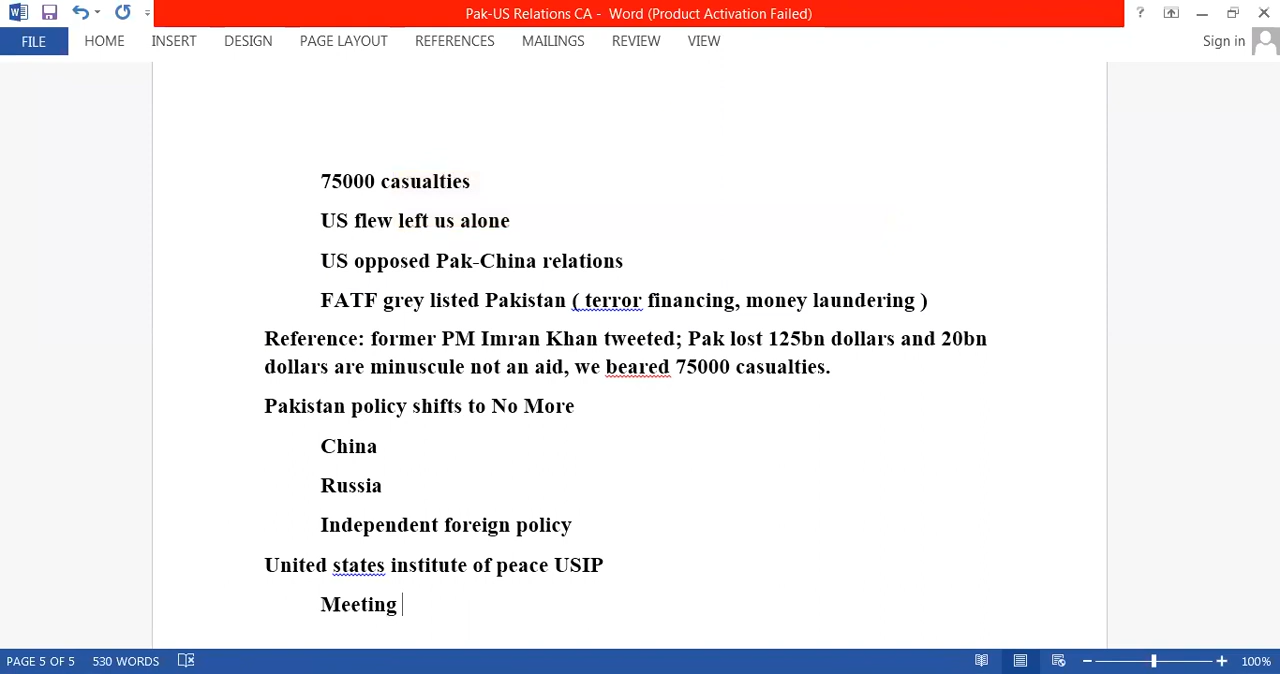 Pak-US Relations CA - Word (Product Activation Failed)
?
FILE HOME INSERT DESIGN PAGE LAYOUT REFERENCES MAILINGS REVIEW VIEW Sign in
75000 casualties
US flew left us alone
US opposed Pak-China relations
FATF grey listed Pakistan ( terror financing, money laundering )
Reference: former PM Imran Khan tweeted; Pak lost 125bn dollars and 20bn
dollars are minuscule not an aid, we beared 75000 casualties.
Pakistan policy shifts to No More
China
Russia
Independent foreign policy
United states institute of peace USIP
Meeting
PAGE 5 OF 5 530 WORDS 100%